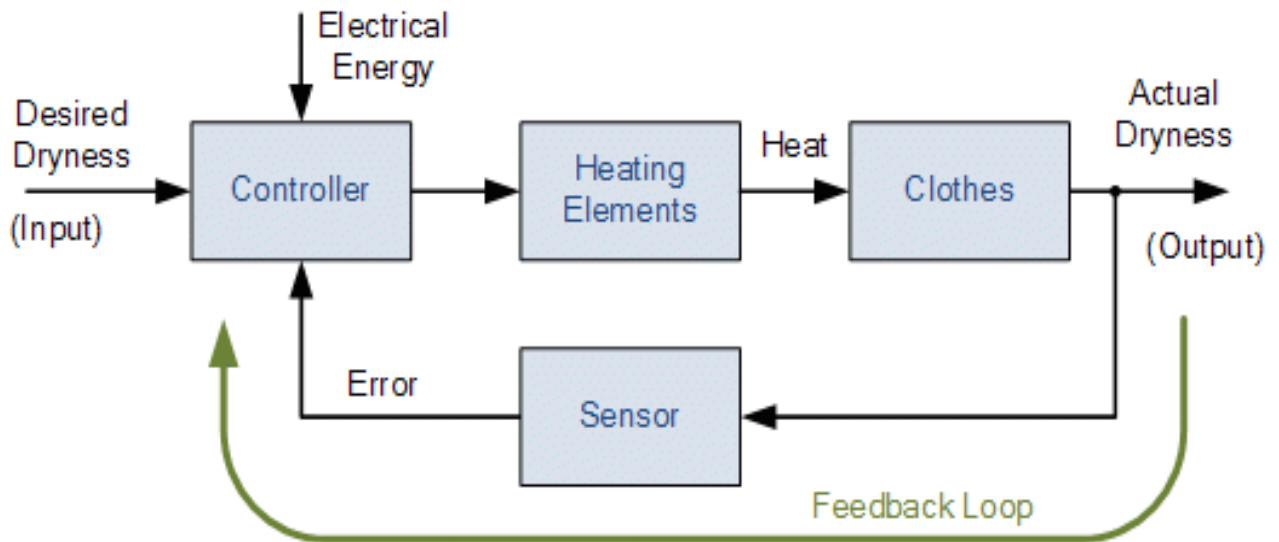 Electrical
Energy
Desired
Dryness
(Input)
Controller
Heating
Elements
Heat
Clothes
Actual
Dryness
(Output)
Error
Sensor
Feedback Loop